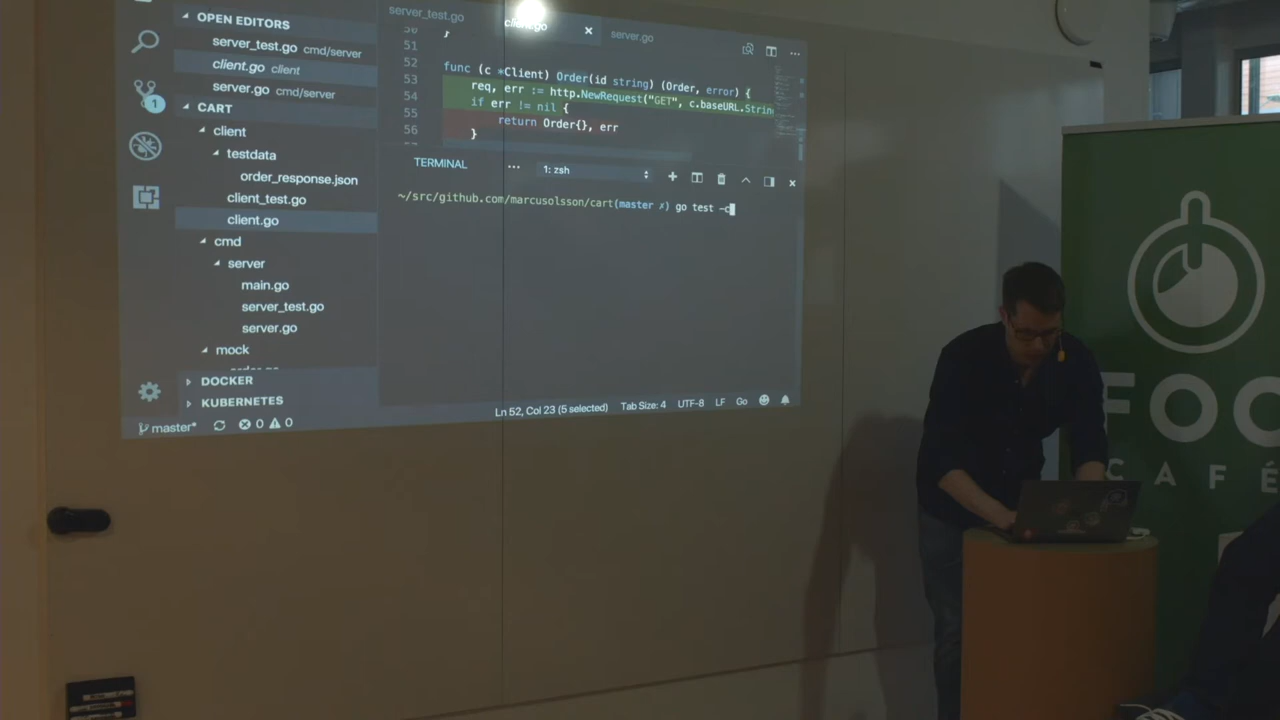 OPEN EDITORS
server_test.go cmd/server
client.go client
server.go cmd/server
1
CART
client
testdata
order_response.json
client_test.go
client.go
cmd
server
main.go
server_test.go
server.go
mock
DOCKER
KUBERNETES
master* 0 0
server_test.go client.go server.go
50 }
51
52 func (c *Client) Order(id string) (Order, error) {
53 req, err := http.NewRequest("GET", c.baseURL.String
54 if err != nil {
55 return Order{}, err
56 }
TERMINAL ... 1: zsh
~/src/github.com/marcusolsson/cart(master ✗) go test -c
Ln 52, Col 23 (5 selected) Tab Size: 4 UTF-8 LF Go
FOO
CAFÉ